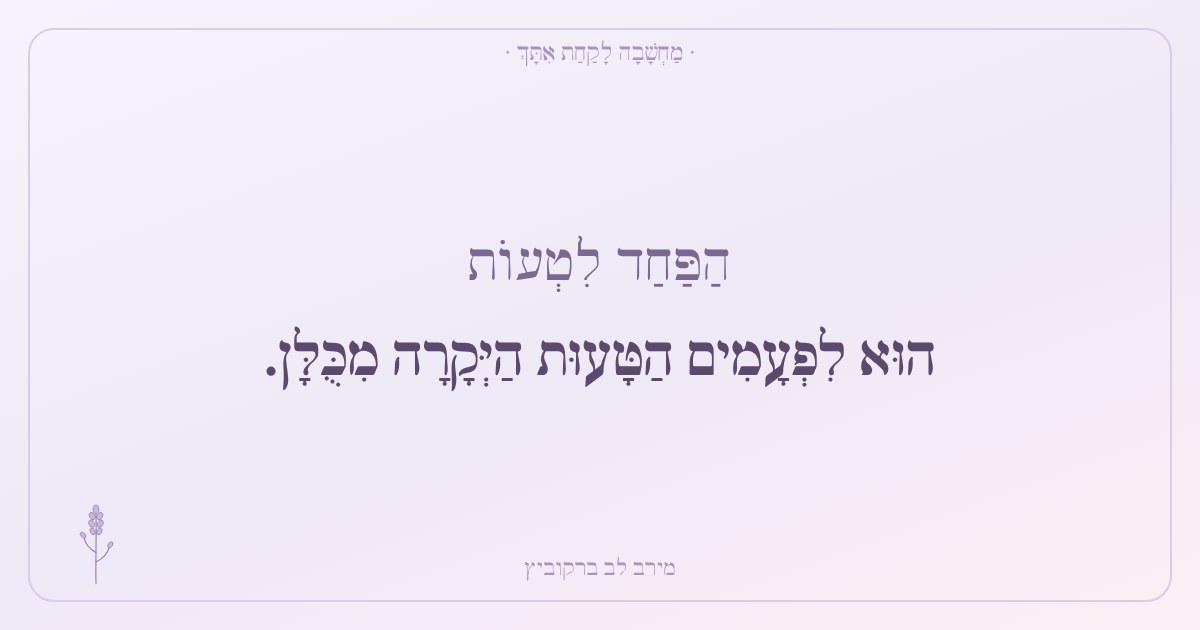 · מַחְשָׁבָה לָקַחַת אִתָּךְ ·
הַפַּחַד לִטְעוֹת
הוּא לִפְעָמִים הַטָּעוּת הַיְּקָרָה מִכֻּלָּן.
מירב לב ברקוביץ